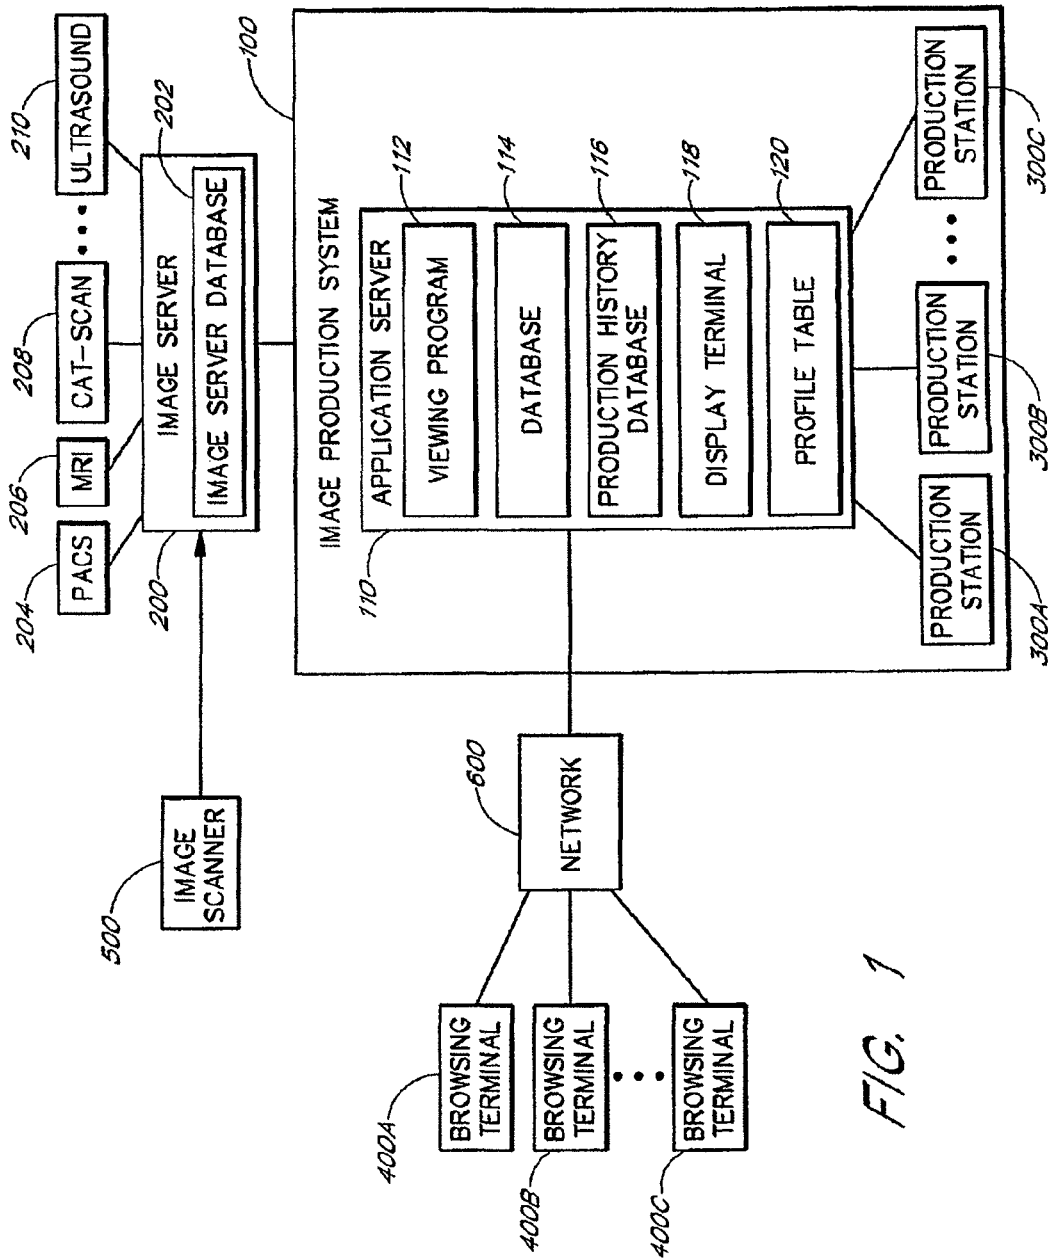 204
PACS
206
MRI
208
CAT-SCAN
210
ULTRASOUND
200
IMAGE SERVER
IMAGE SERVER DATABASE
202
500
IMAGE
SCANNER
100
IMAGE PRODUCTION SYSTEM
110
APPLICATION SERVER
VIEWING PROGRAM
112
DATABASE
114
PRODUCTION HISTORY
DATABASE
116
DISPLAY TERMINAL
118
PROFILE TABLE
120
PRODUCTION
STATION
300A
PRODUCTION
STATION
300B
PRODUCTION
STATION
300C
600
NETWORK
400A
BROWSING
TERMINAL
400B
BROWSING
TERMINAL
400C
BROWSING
TERMINAL
FIG. 1